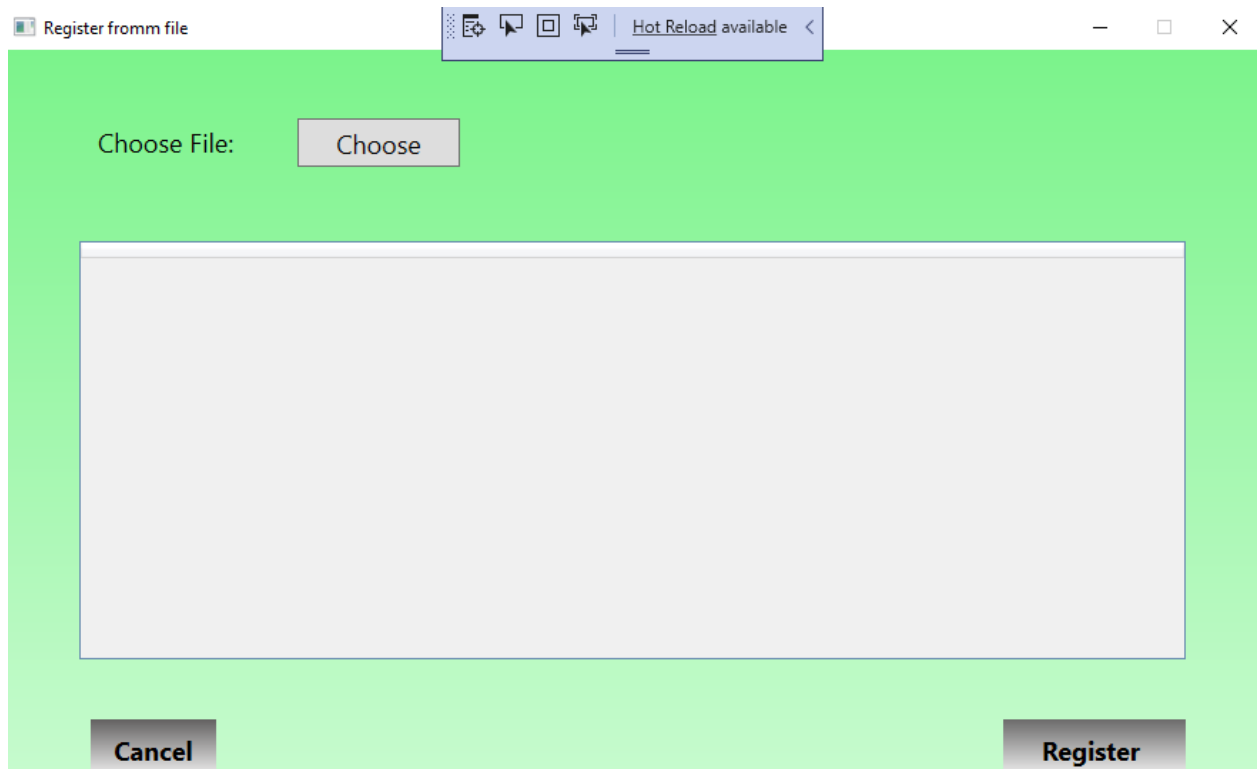 Register fromm file
Hot Reload available
Choose File:
Choose
Cancel
Register